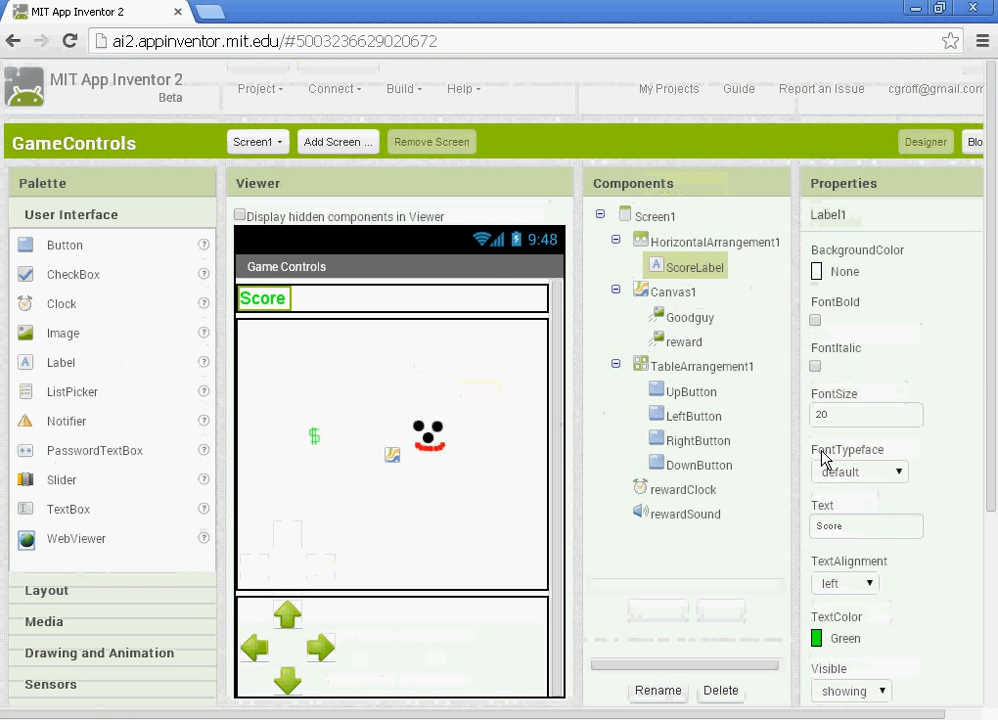 MIT App Inventor 2
ai2.appinventor.mit.edu/#5003236629020672
MIT App Inventor 2
Beta
Project
Connect
Build
Help
My Projects
Guide
Report an Issue
cgroff@gmail.com
GameControls
Screen1
Add Screen ...
Remove Screen
Designer
Blo
Palette
User Interface
Button
CheckBox
Clock
Image
Label
ListPicker
Notifier
PasswordTextBox
Slider
TextBox
WebViewer
Layout
Media
Drawing and Animation
Sensors
Viewer
Display hidden components in Viewer
9:48
Game Controls
Score
$
Components
Screen1
HorizontalArrangement1
ScoreLabel
Canvas1
Goodguy
reward
TableArrangement1
UpButton
LeftButton
RightButton
DownButton
rewardClock
rewardSound
Rename
Delete
Properties
Label1
BackgroundColor
None
FontBold
FontItalic
FontSize
20
FontTypeface
default
Text
Score
TextAlignment
left
TextColor
Green
Visible
showing